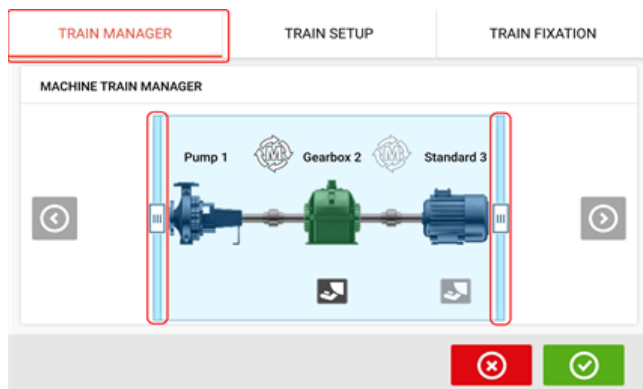 TRAIN MANAGER
TRAIN SETUP
TRAIN FIXATION
MACHINE TRAIN MANAGER
Pump 1
M
Gearbox 2
M
Standard 3